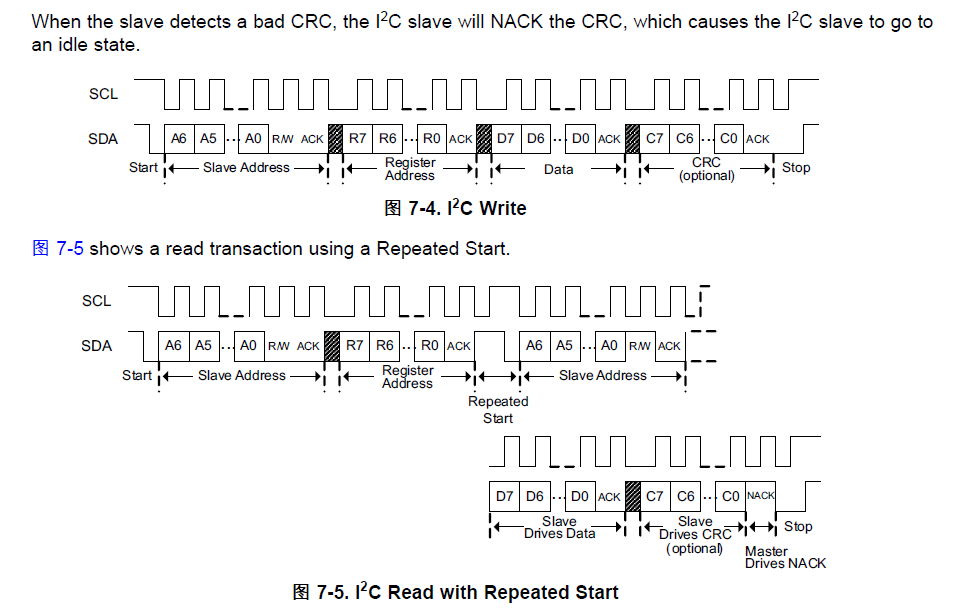 When the slave detects a bad CRC, the I²C slave will NACK the CRC, which causes the I²C slave to go to
an idle state.
SCL
SDA A6 A5 ... A0 R/W ACK R7 R6 ... R0 ACK D7 D6 ... D0 ACK C7 C6 ... C0 ACK
Start Slave Address Register Address Data CRC (optional) Stop
图 7-4. I²C Write
图 7-5 shows a read transaction using a Repeated Start.
SCL
SDA A6 A5 ... A0 R/W ACK R7 R6 ... R0 ACK A6 A5 ... A0 R/W ACK
Start Slave Address Register Address Repeated Start Slave Address
D7 D6 ... D0 ACK C7 C6 ... C0 NACK
Slave Drives Data Slave Drives CRC (optional) Master Drives NACK Stop
图 7-5. I²C Read with Repeated Start